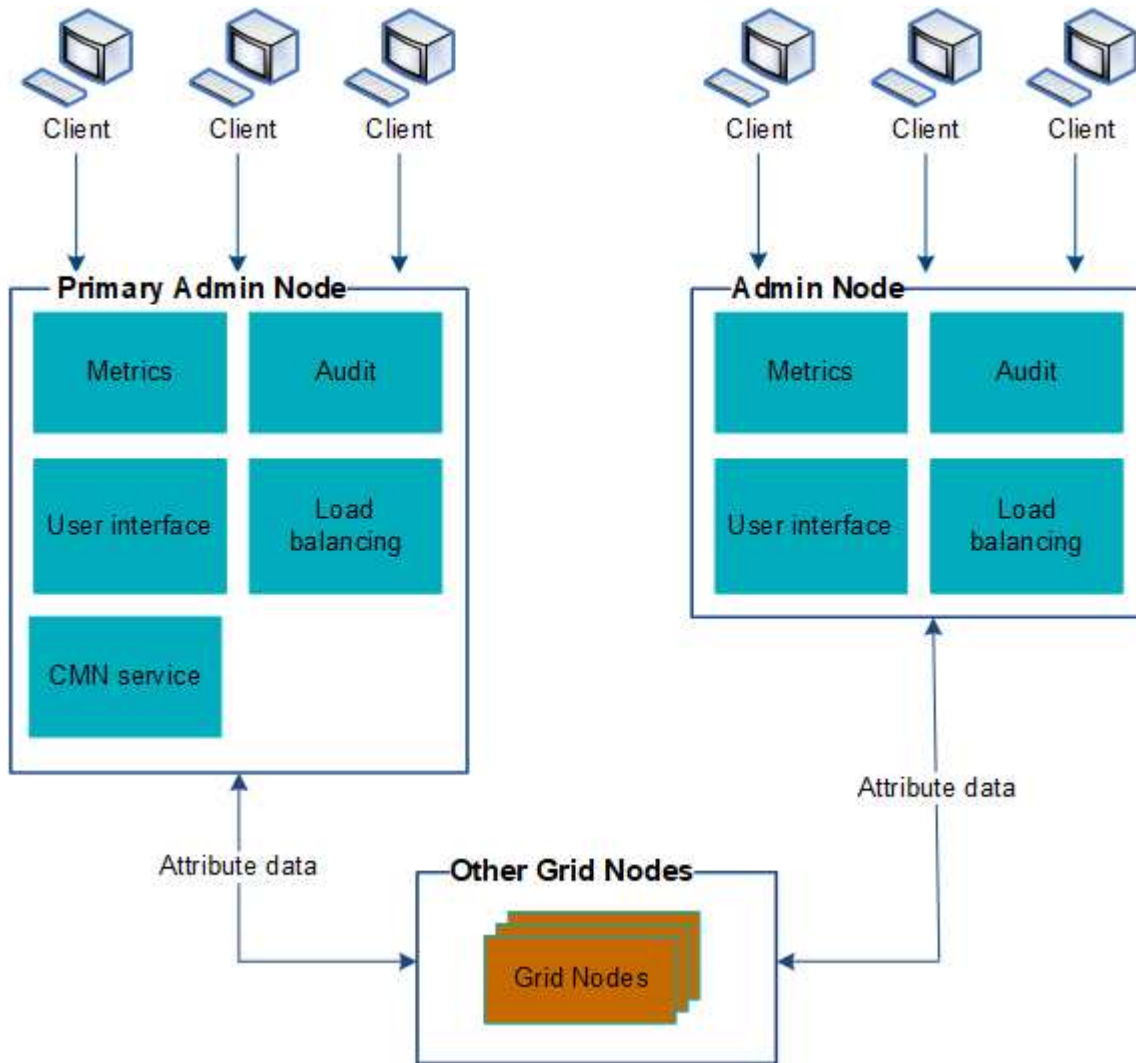 Client
Client
Client
Client
Client
Client
Primary Admin Node
Metrics
Audit
User interface
Load
balancing
CMN service
Admin Node
Metrics
Audit
User interface
Load
balancing
Attribute data
Attribute data
Other Grid Nodes
Grid Nodes